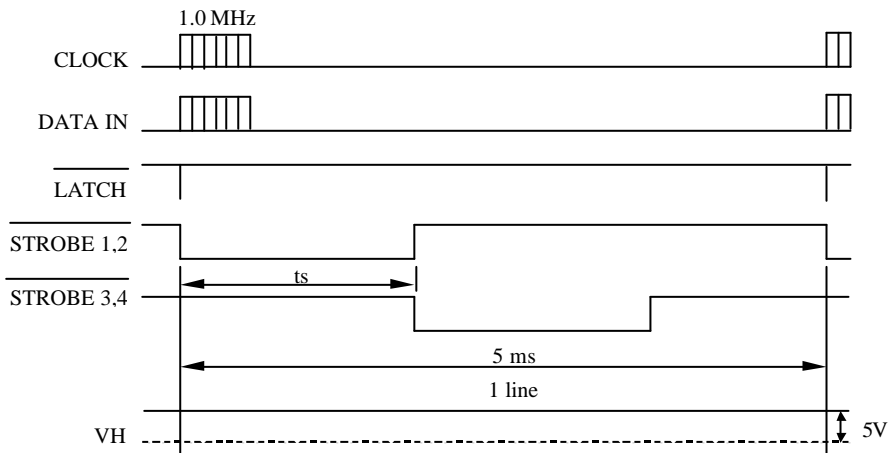 1.0 MHz
CLOCK
DATA IN
LATCH
STROBE 1,2
ts
STROBE 3,4
5 ms
1 line
VH
5V